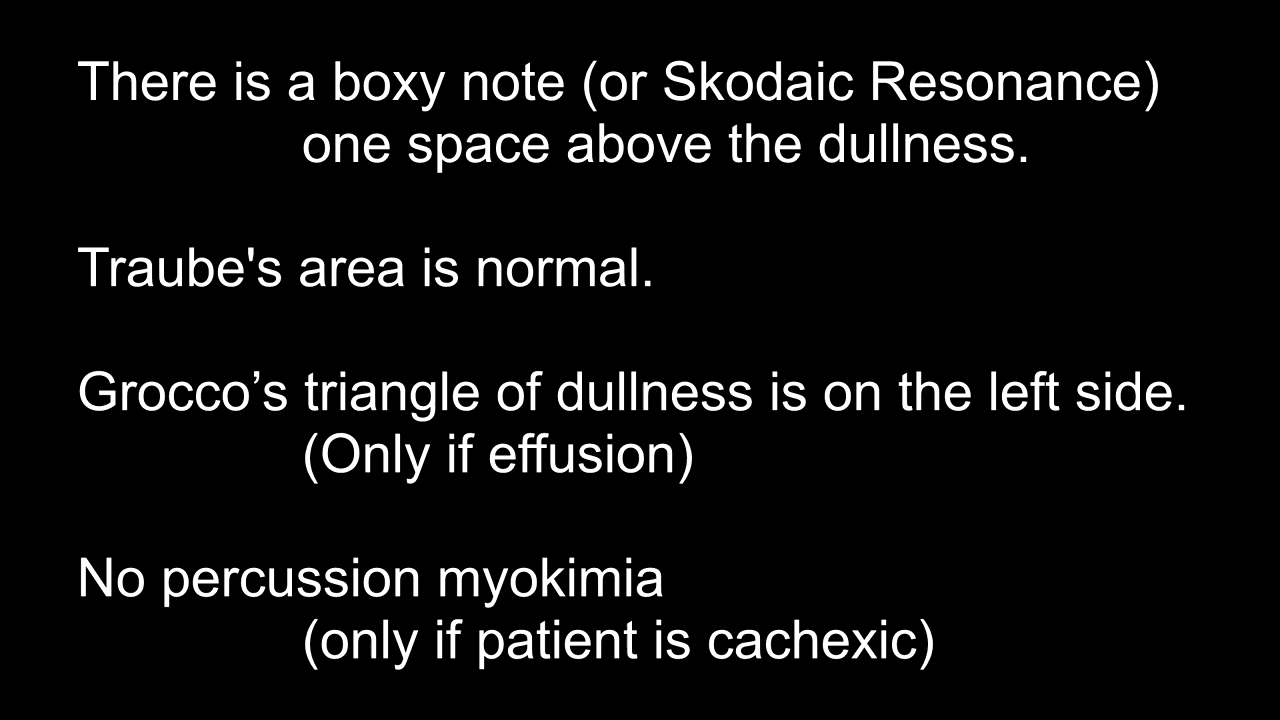 There is a boxy note (or Skodaic Resonance)
one space above the dullness.
Traube's area is normal.
Grocco’s triangle of dullness is on the left side.
(Only if effusion)
No percussion myokimia
(only if patient is cachexic)